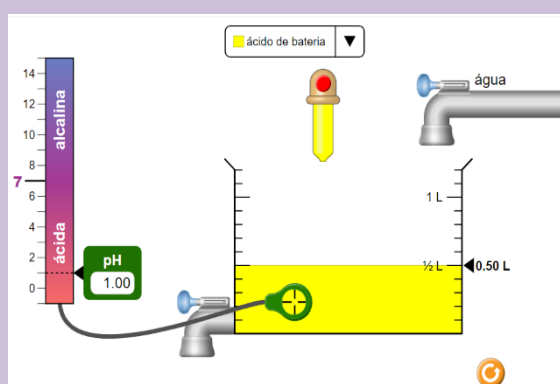 ácido de bateria
água
14
12
10
8
7
6
4
2
0
alcalina
ácida
pH
1.00
1 L
½ L
0.50 L